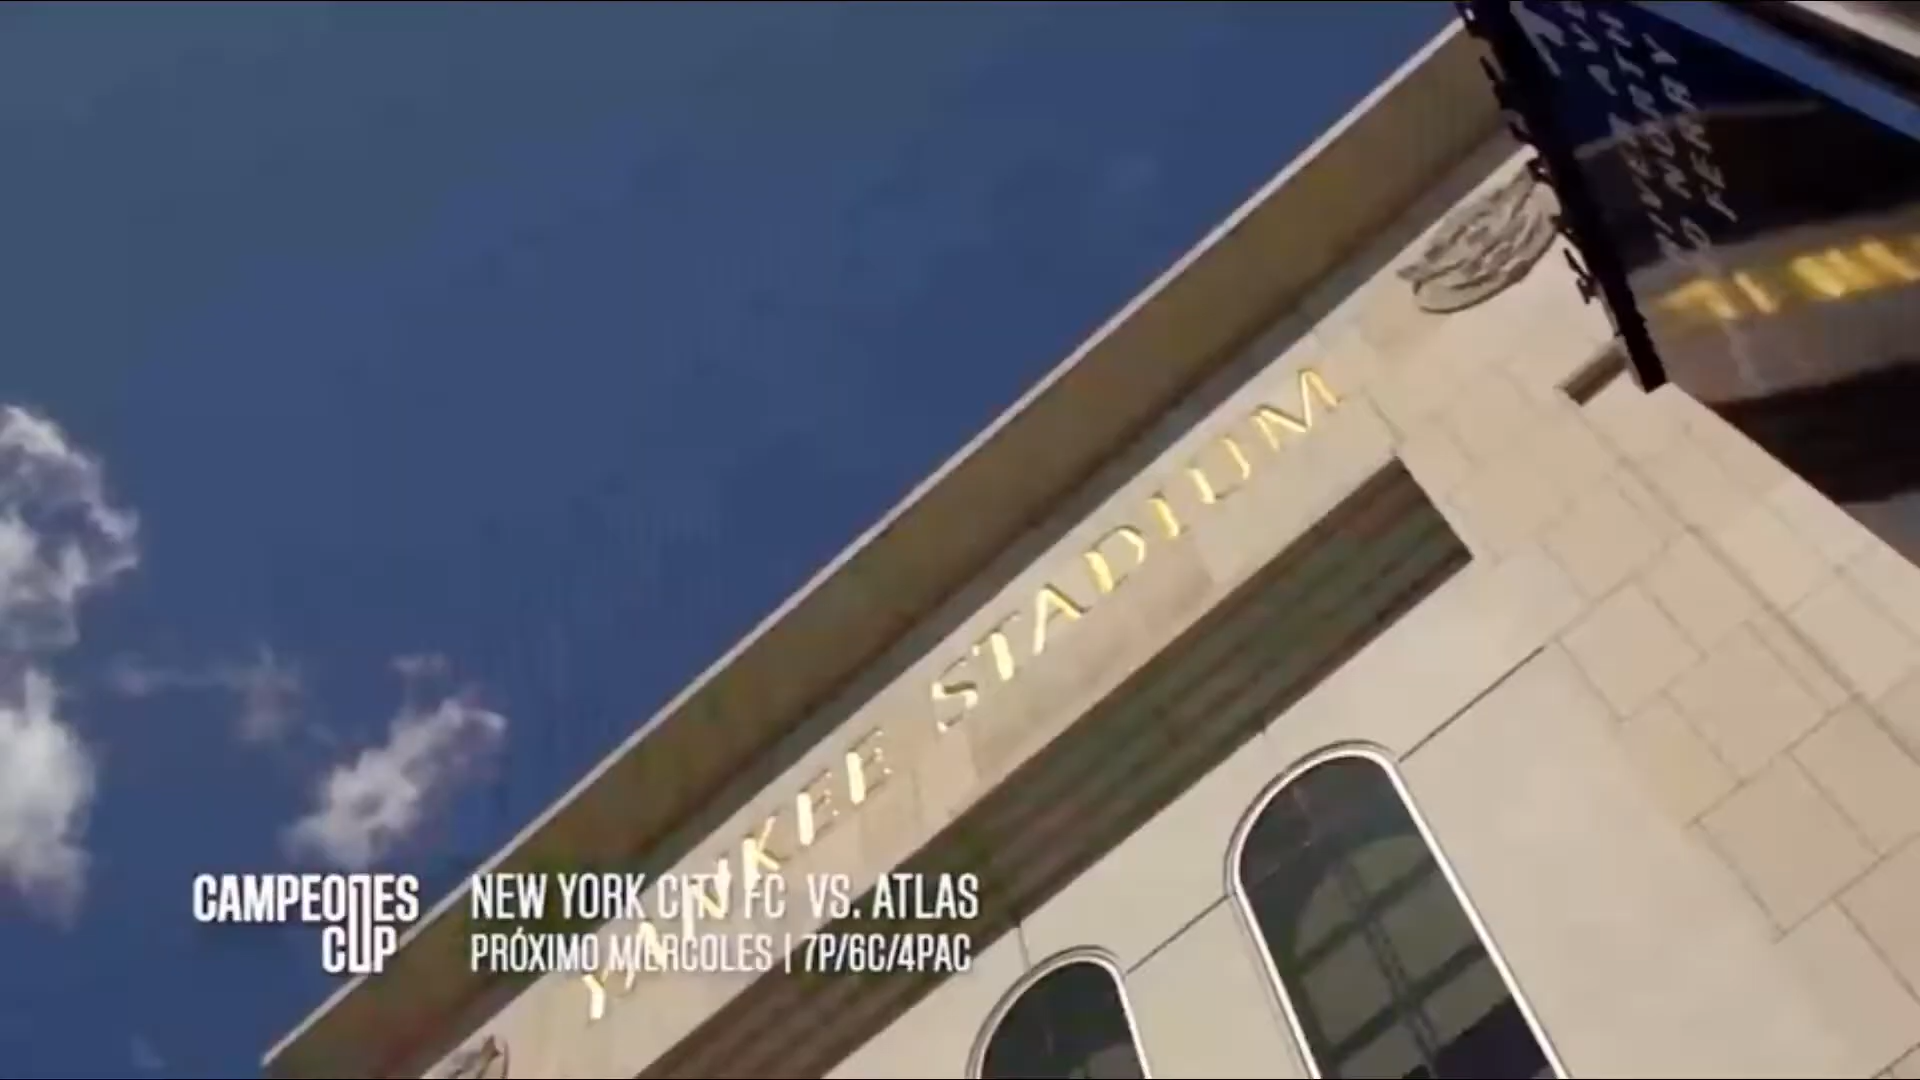 YANKEE STADIUM
CAMPEONES
CUP
NEW YORK CITY FC VS. ATLAS
PRÓXIMO MIÉRCOLES | 7P/6C/4PAC